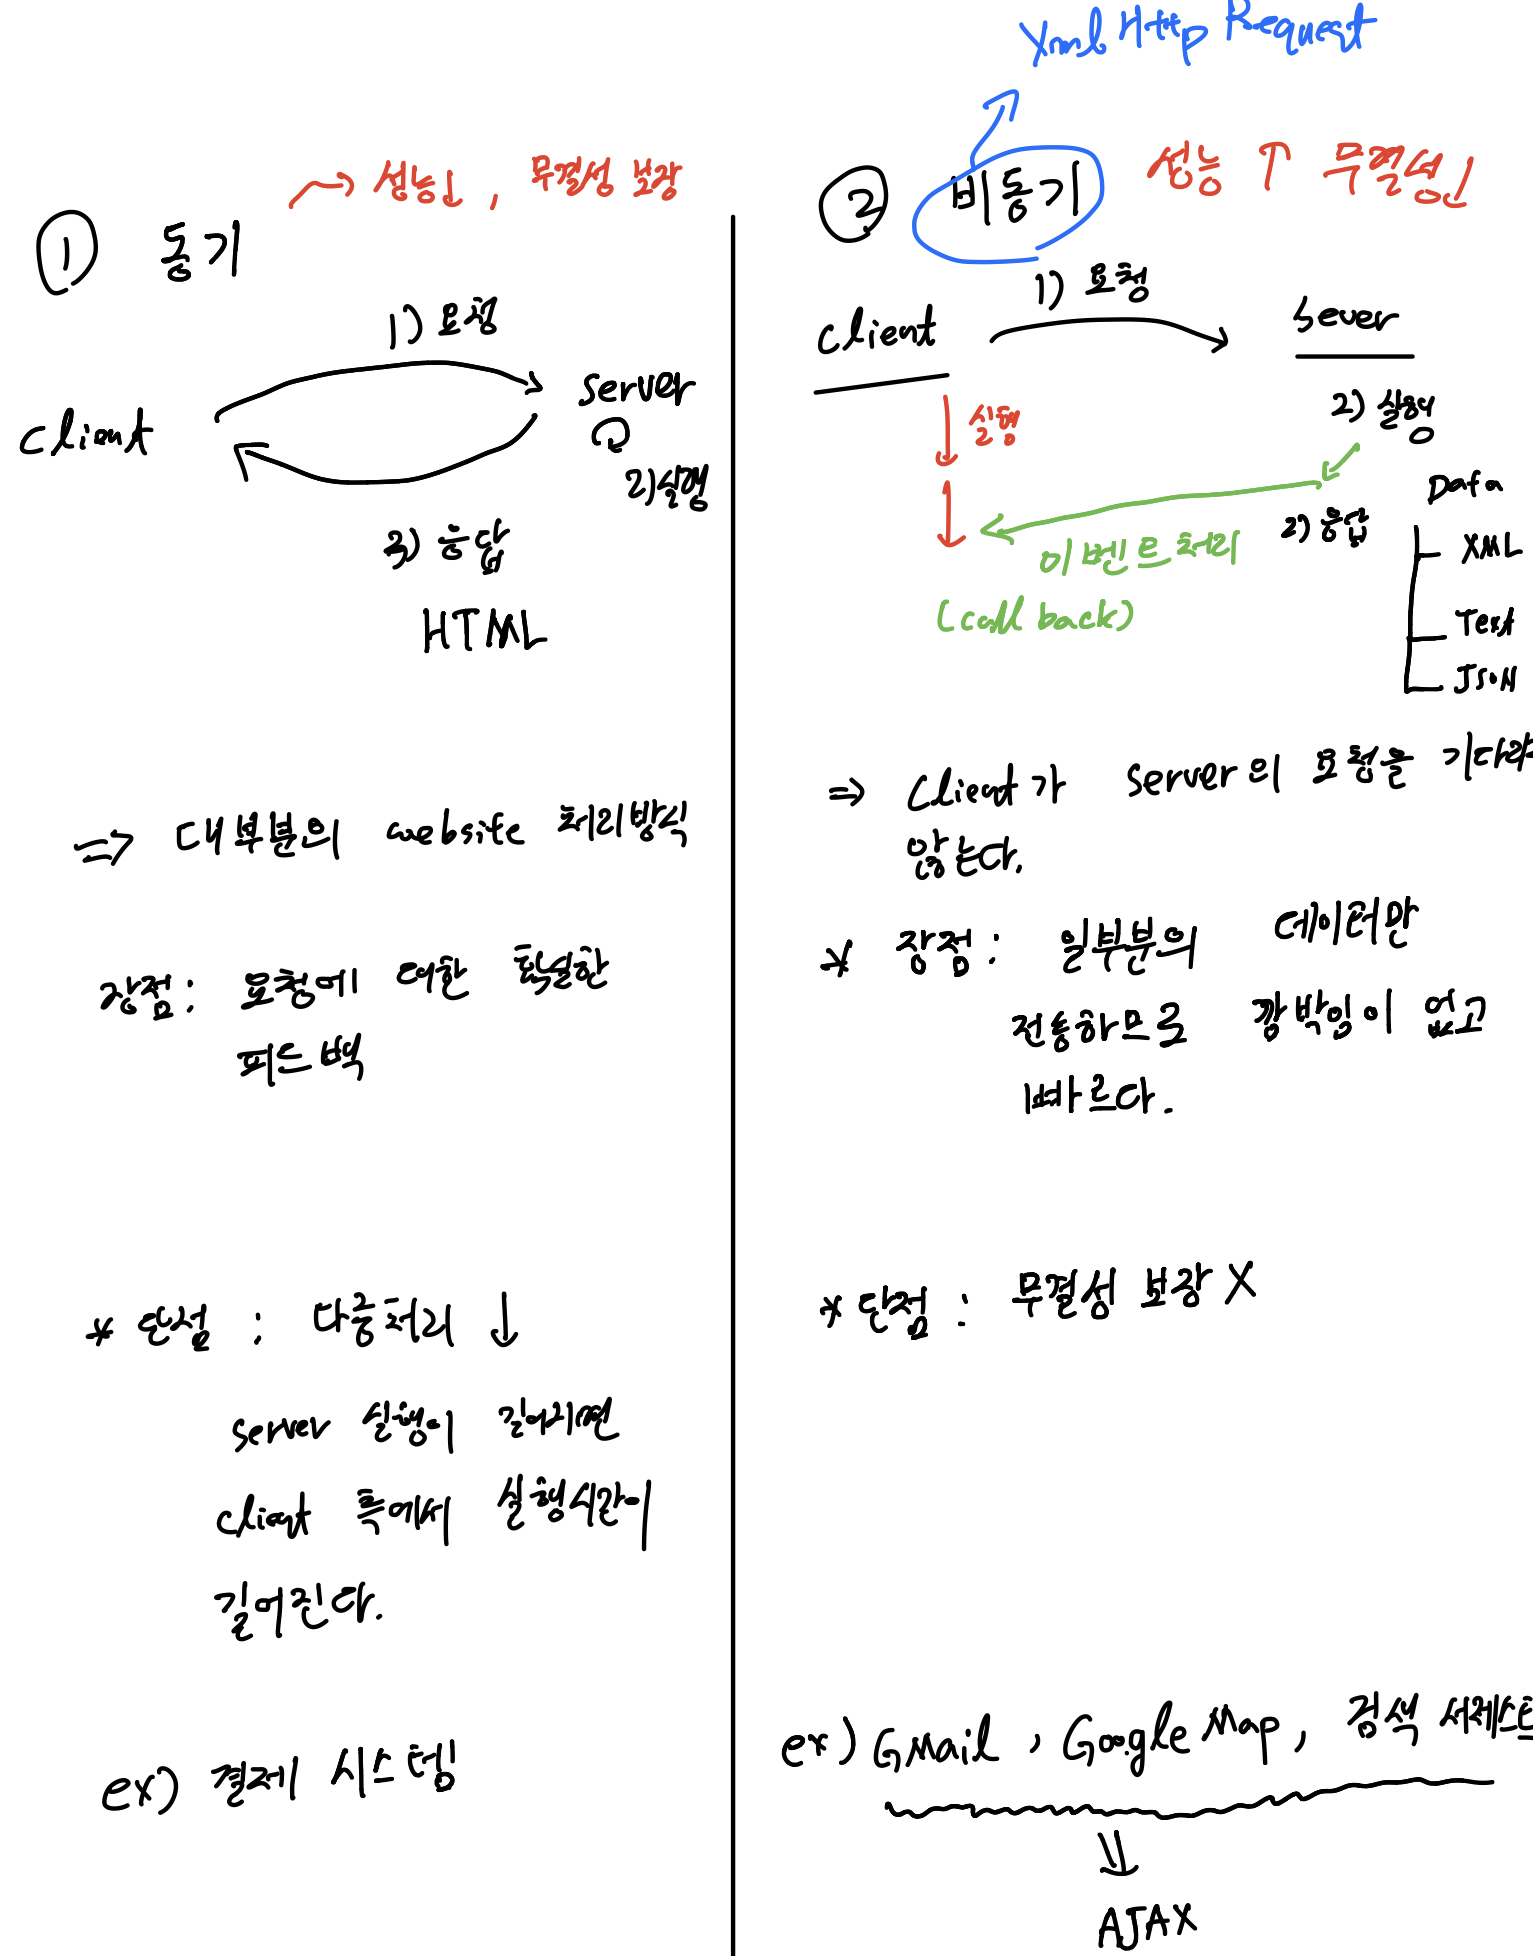 → 성능↓, 무결성 보장
① 동기
1) 요청
client
server
2) 실행
3) 응답
HTML
⇒ 대부분의 website 처리방식
장점: 요청에 대한 확실한
피드백
* 단점 : 다중처리 ↓
server 실행이 길어지면
client 측에서 실행시간이
길어진다.
ex) 결제 시스템
Xml Http Request
② 비동기 성능 ↑ 무결성↓
1) 요청
client
Sever
실행
2) 실행
2) 응답
이벤트 처리
(call back)
Data
XML
Text
JSON
⇒ Client가 Server의 요청을 기다리
않는다.
* 장점: 일부분의 데이터만
전송하므로 깜박임이 없고
빠르다.
* 단점 : 무결성 보장 X
ex) GMail, Google Map, 검색
⇓
AJAX